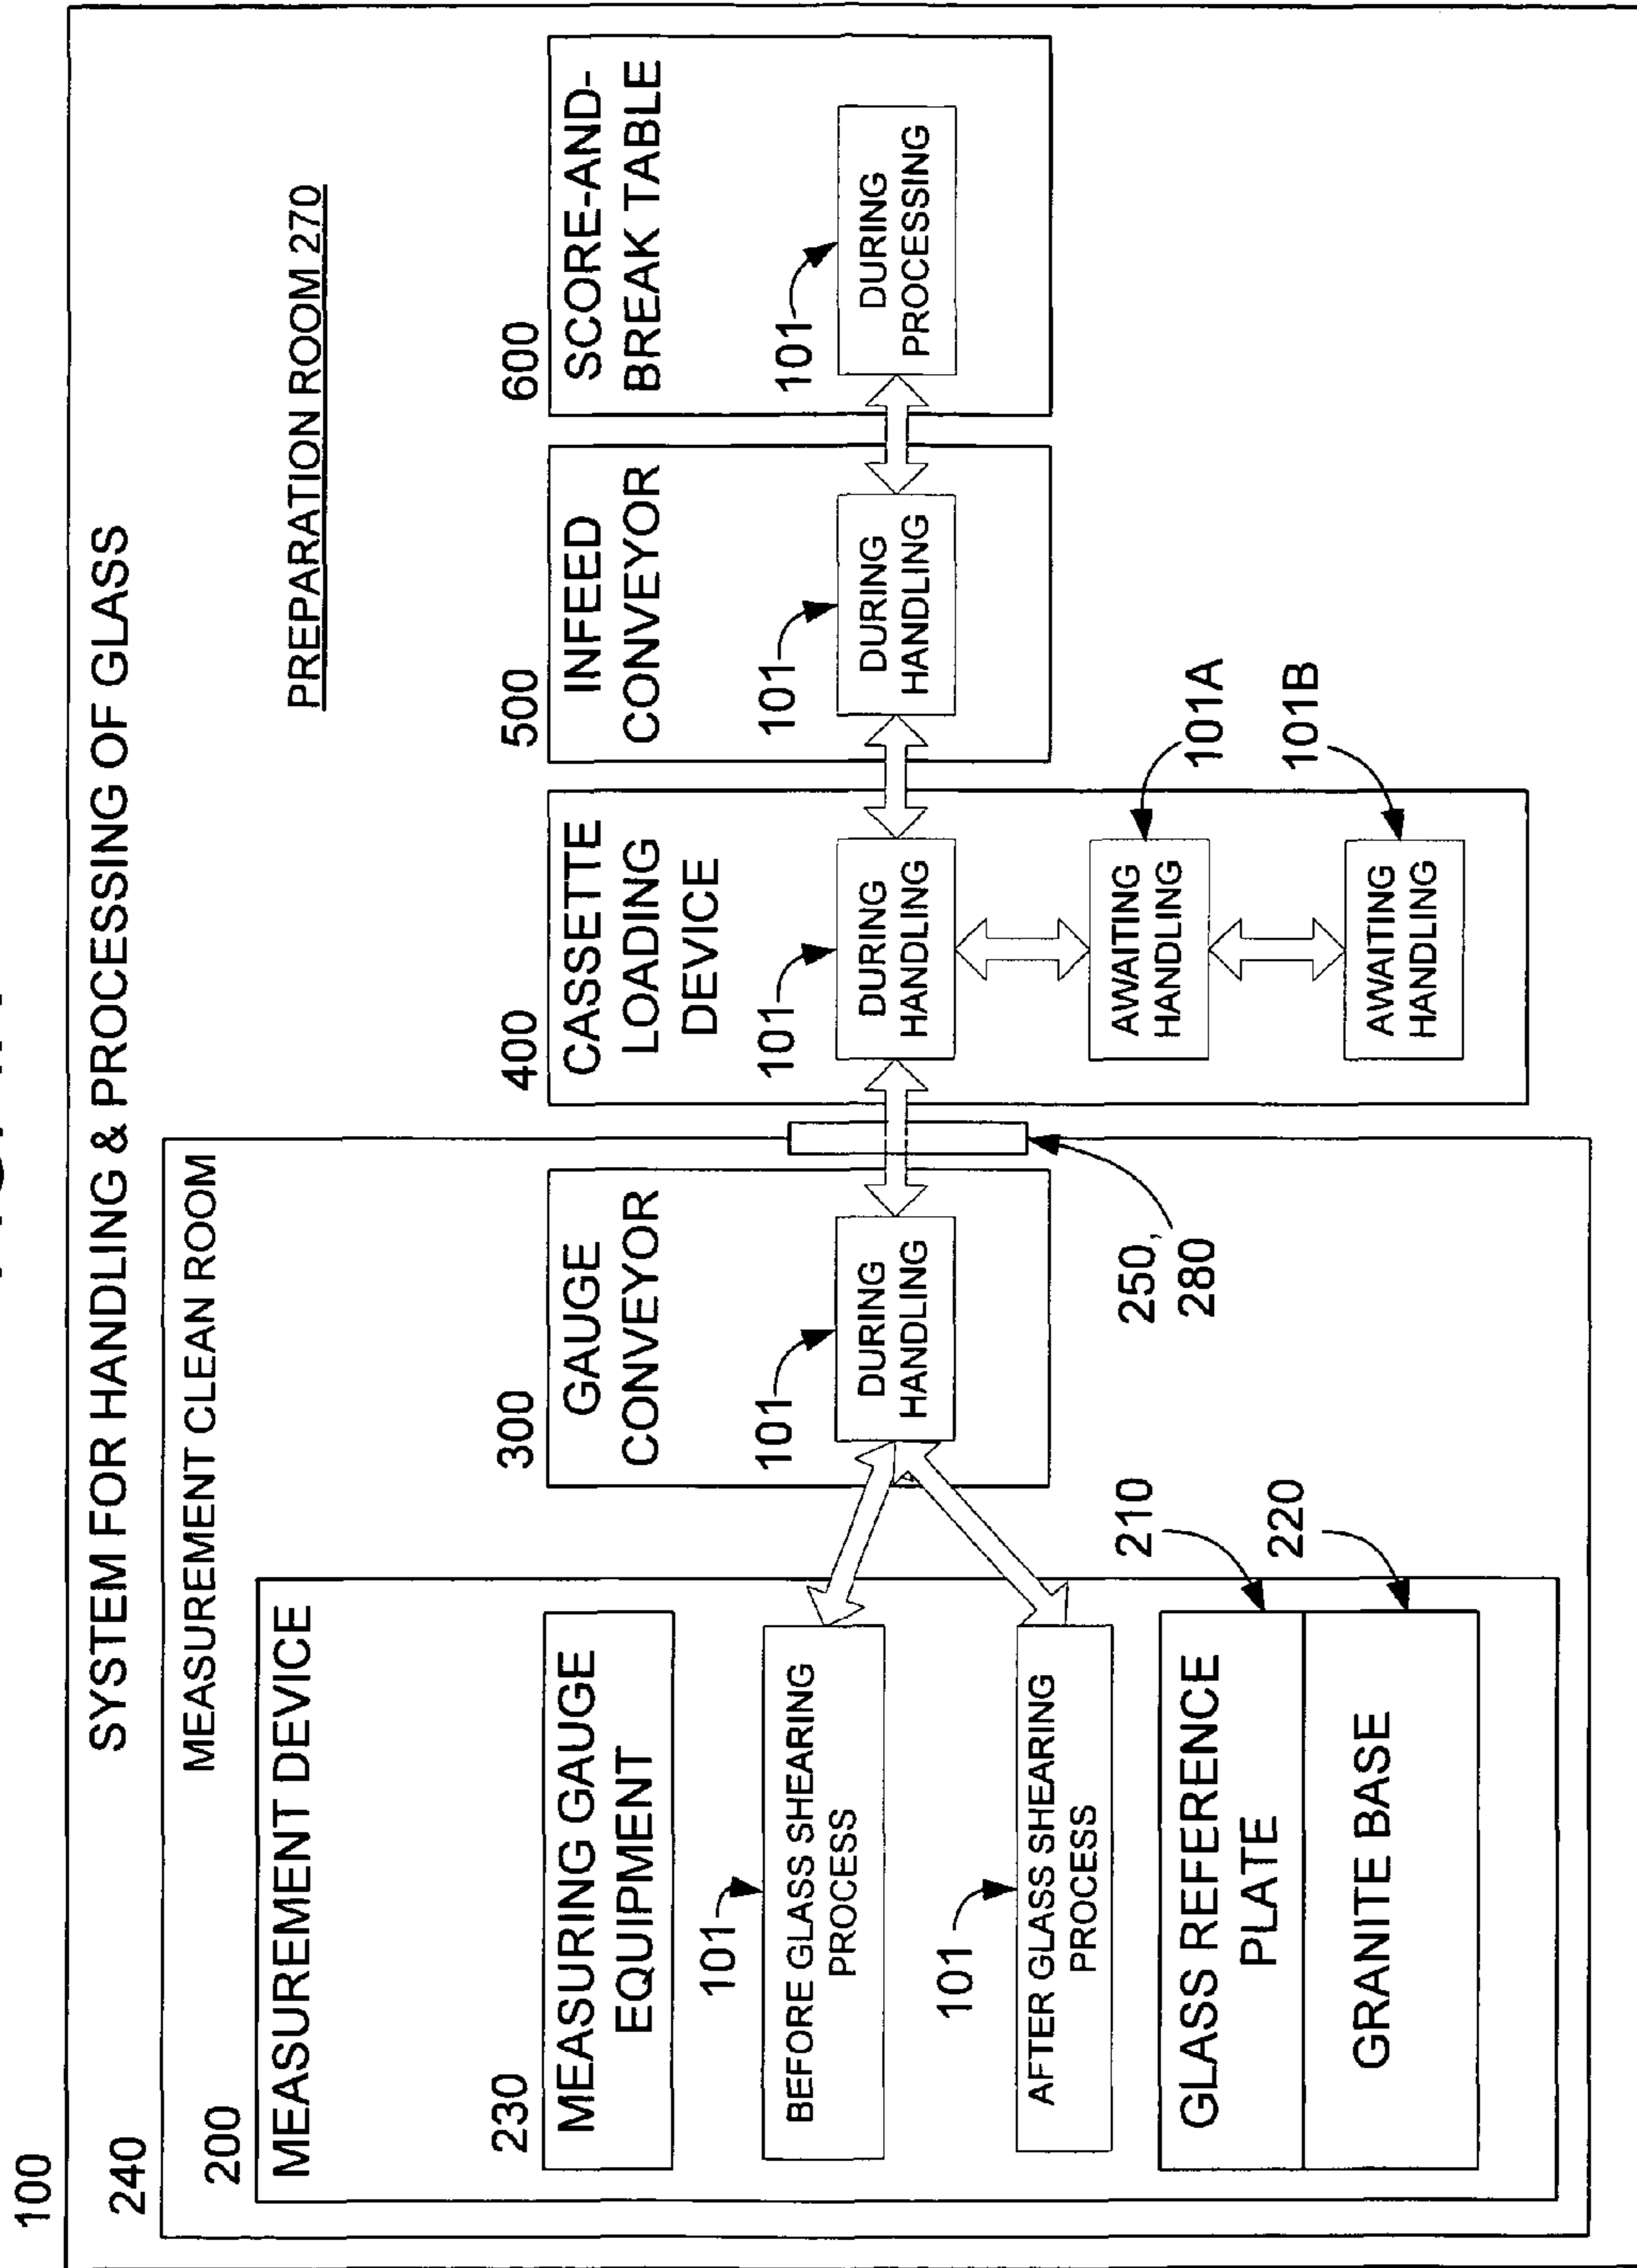 100
SYSTEM FOR HANDLING & PROCESSING OF GLASS
240
MEASUREMENT CLEAN ROOM
PREPARATION ROOM 270
200
MEASUREMENT DEVICE
230
MEASURING GAUGE
EQUIPMENT
101
BEFORE GLASS SHEARING
PROCESS
101
AFTER GLASS SHEARING
PROCESS
210
GLASS REFERENCE
PLATE
220
GRANITE BASE
300
GAUGE
CONVEYOR
101
DURING
HANDLING
250,
280
400
CASSETTE
LOADING
DEVICE
101
DURING
HANDLING
101A
AWAITING
HANDLING
101B
AWAITING
HANDLING
500
INFEED
CONVEYOR
101
DURING
HANDLING
600
SCORE-AND-
BREAK TABLE
101
DURING
PROCESSING